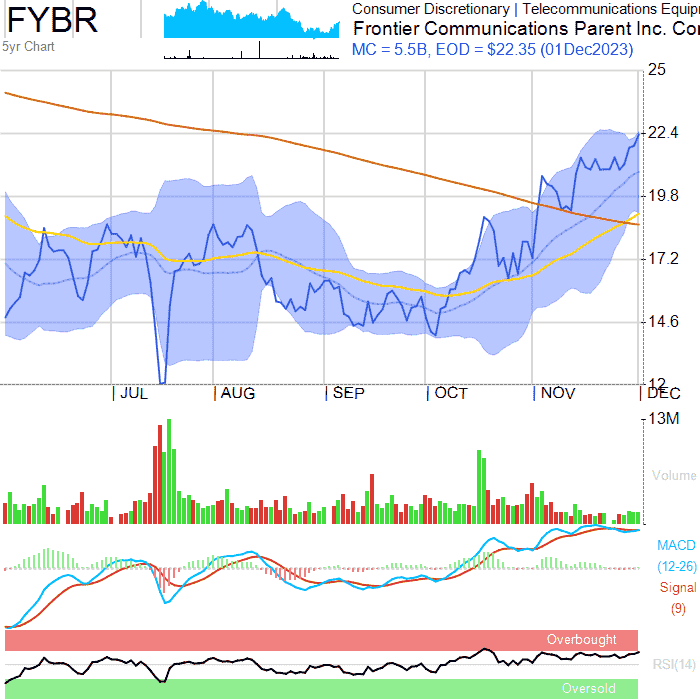 FYBR
5yr Chart
Consumer Discretionary | Telecommunications Equip
Frontier Communications Parent Inc. Cor
MC = 5.5B, EOD = $22.35 (01Dec2023)
25
22.4
19.8
17.2
14.6
12
JUL AUG SEP OCT NOV DEC
13M
Volume
MACD
(12-26)
Signal
(9)
Overbought
RSI(14)
Oversold